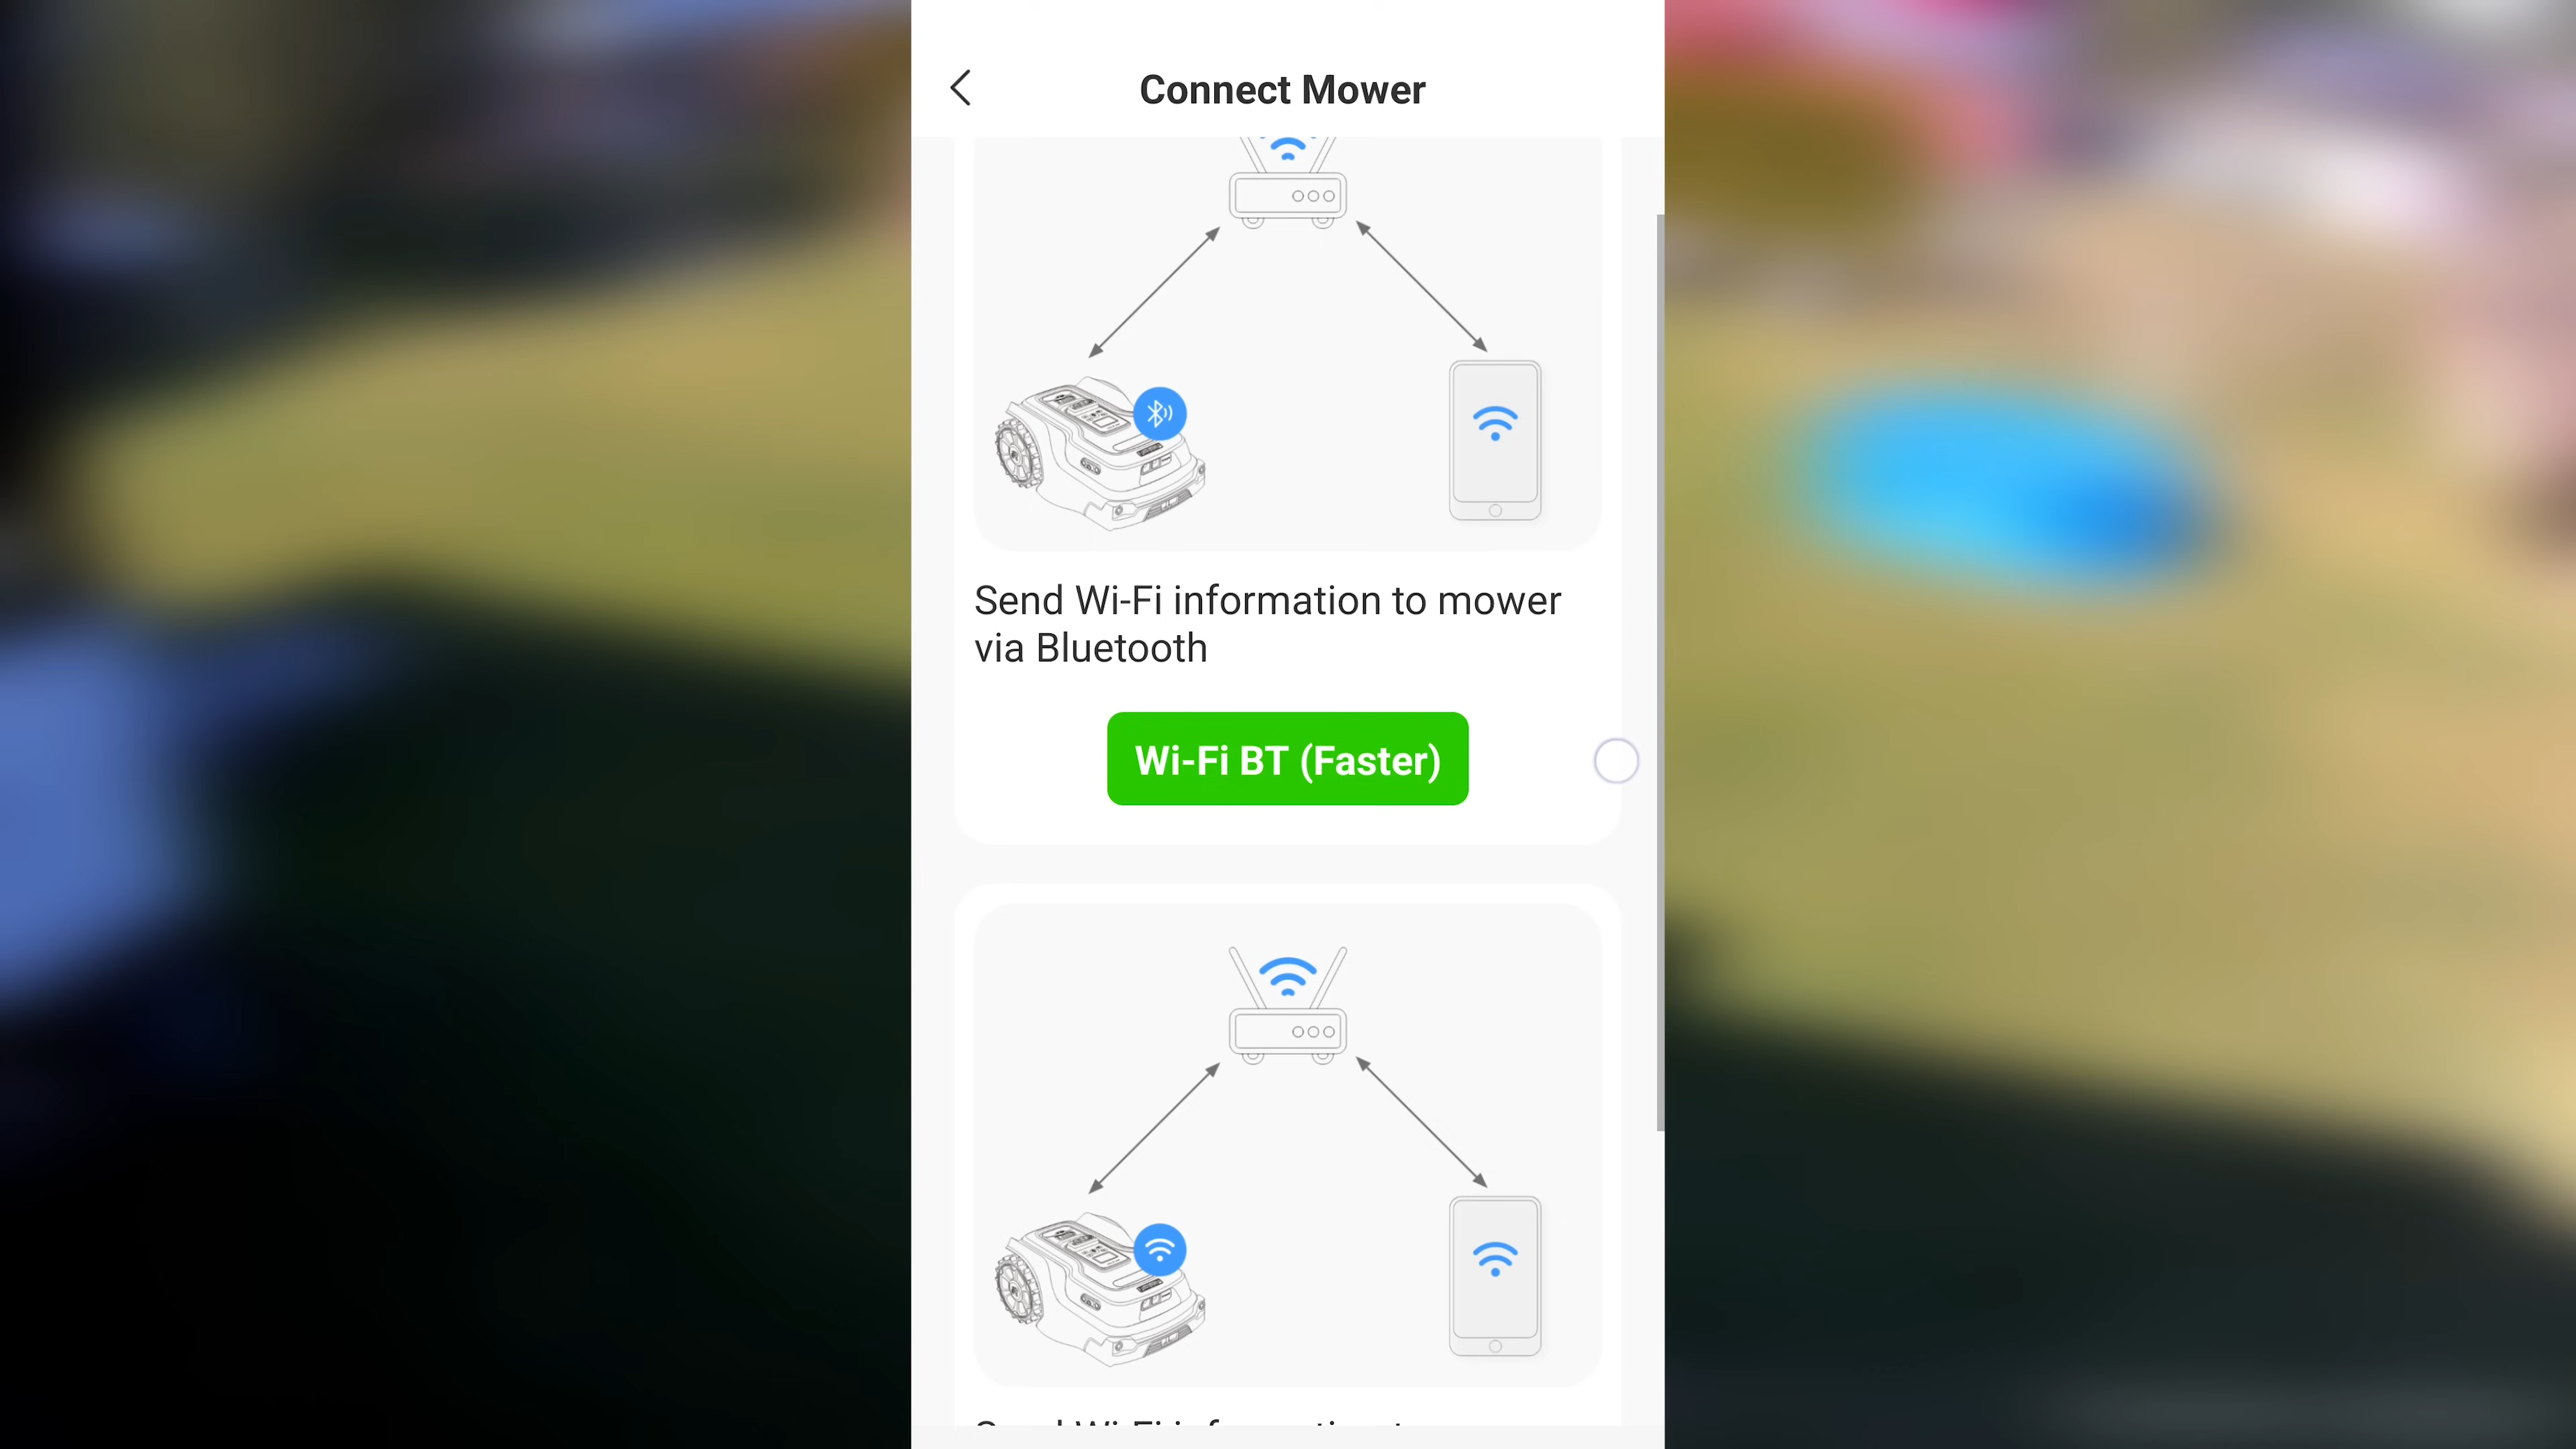 Connect Mower
Send Wi-Fi information to mower
via Bluetooth
Wi-Fi BT (Faster)